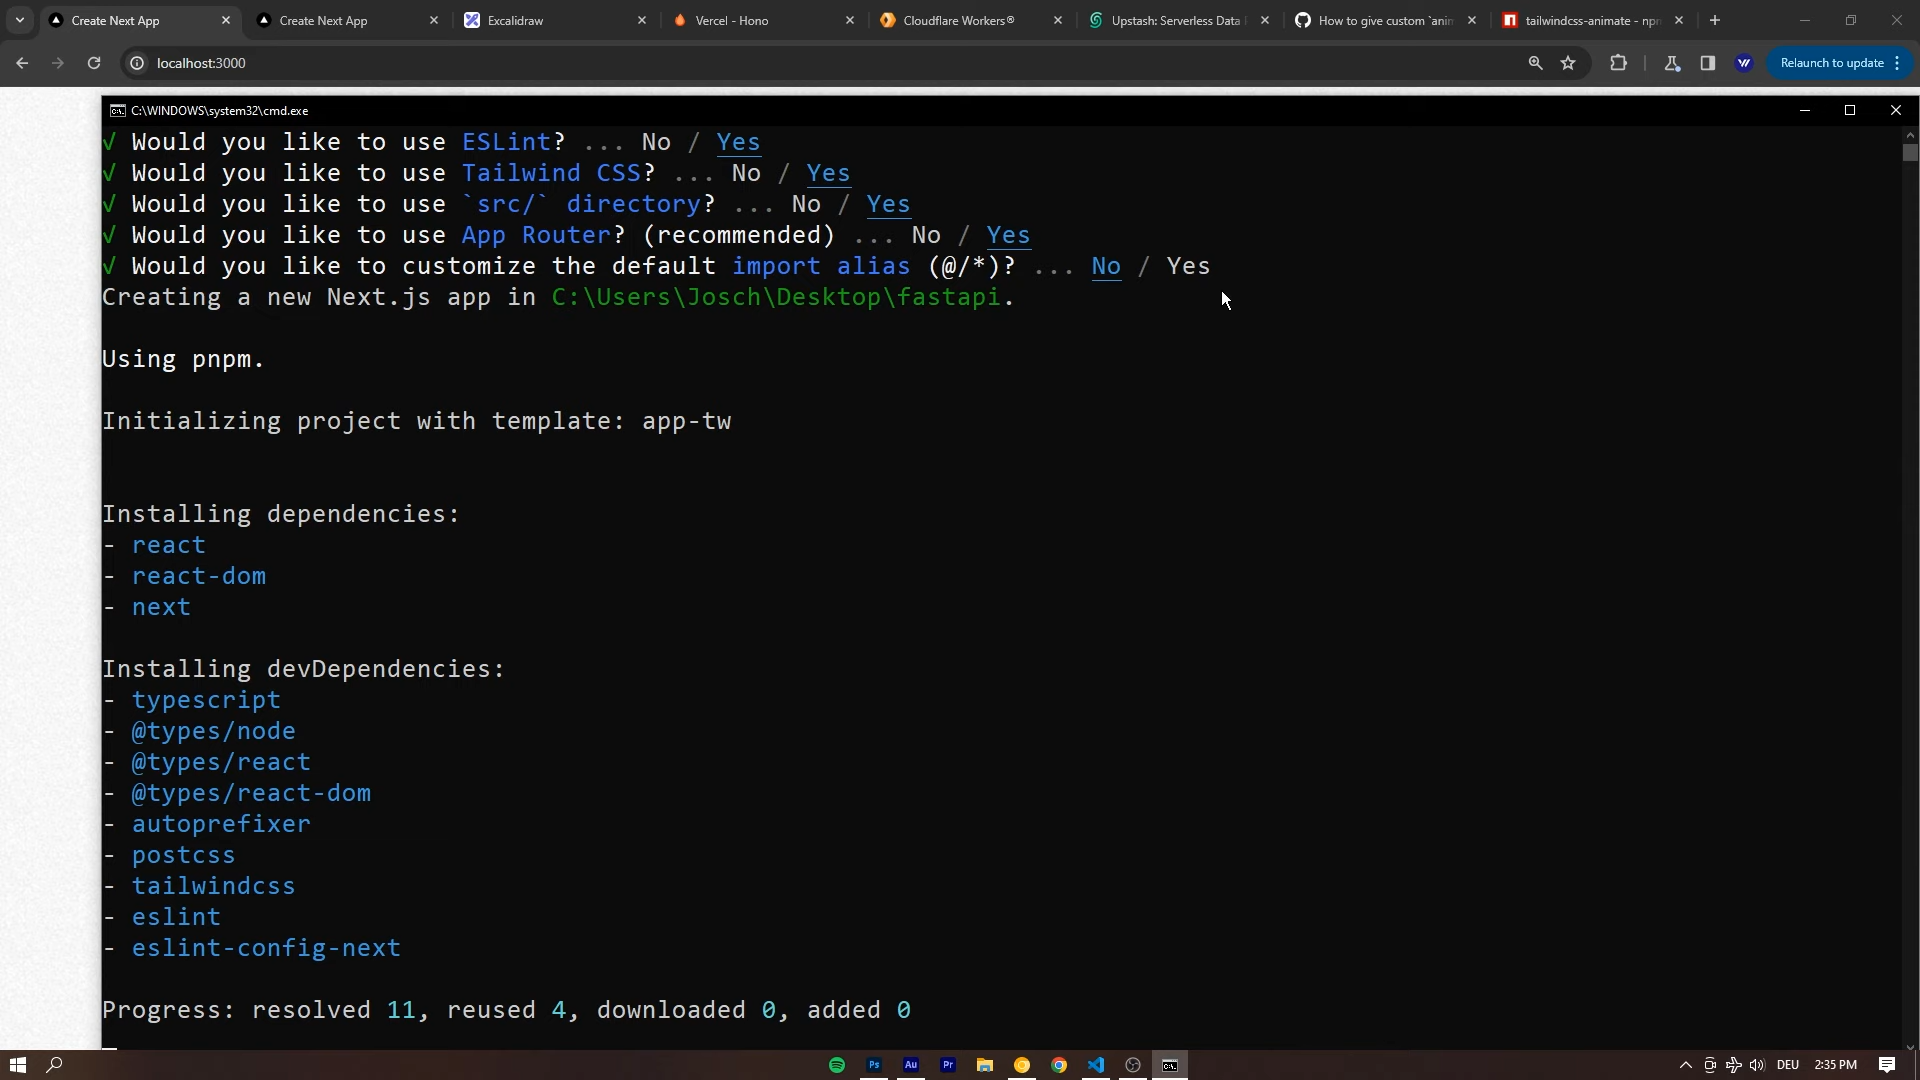 Create Next App
Create Next App
Excalidraw
Vercel - Hono
Cloudflare Workers®
Upstash: Serverless Data
How to give custom `anim
tailwindcss-animate - npm
localhost:3000
Relaunch to update
C:\WINDOWS\system32\cmd.exe
√ Would you like to use ESLint? ... No / Yes
√ Would you like to use Tailwind CSS? ... No / Yes
√ Would you like to use `src/` directory? ... No / Yes
√ Would you like to use App Router? (recommended) ... No / Yes
√ Would you like to customize the default import alias (@/*)? ... No / Yes
Creating a new Next.js app in C:\Users\Josch\Desktop\fastapi.
Using pnpm.
Initializing project with template: app-tw
Installing dependencies:
- react
- react-dom
- next
Installing devDependencies:
- typescript
- @types/node
- @types/react
- @types/react-dom
- autoprefixer
- postcss
- tailwindcss
- eslint
- eslint-config-next
Progress: resolved 11, reused 4, downloaded 0, added 0
Ps
Au
Pr
DEU
2:35 PM